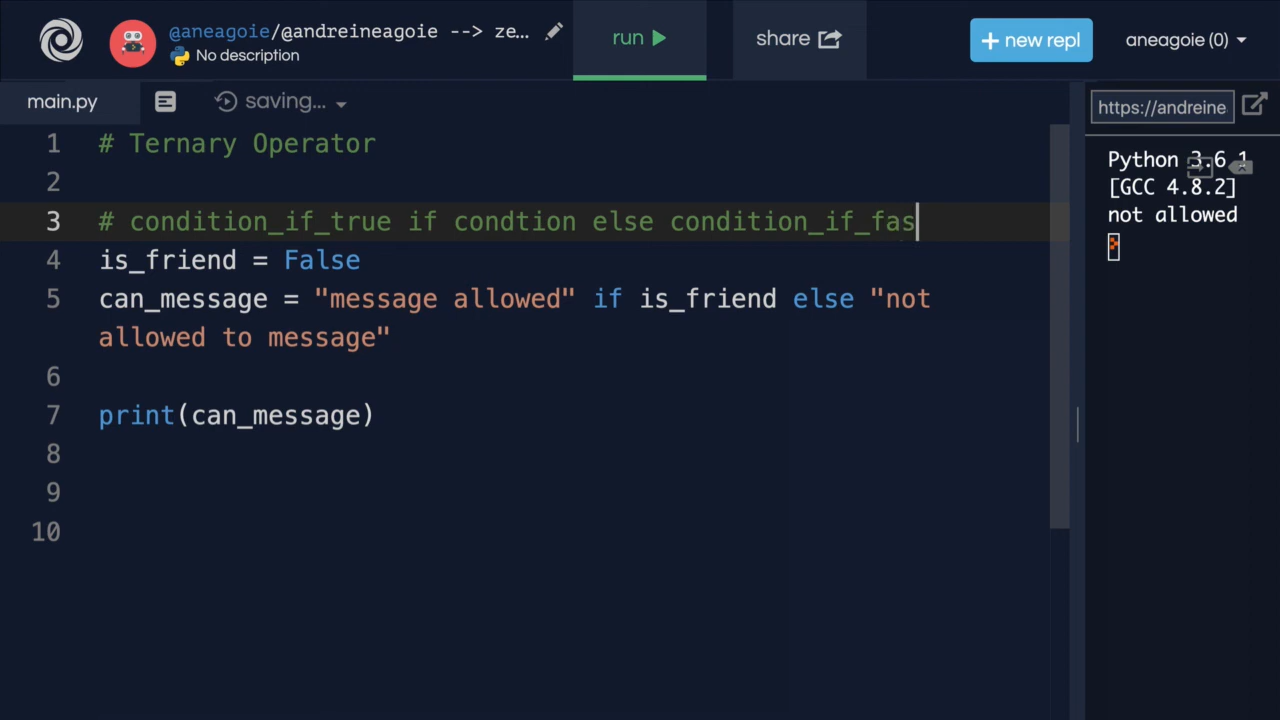 @aneagoie/@andreineagoie --> ze...
No description
run
share
+ new repl
aneagoie (0)
main.py
saving...
https://andreine
1 # Ternary Operator
2
3 # condition_if_true if condtion else condition_if_fas
4 is_friend = False
5 can_message = "message allowed" if is_friend else "not
allowed to message"
6
7 print(can_message)
8
9
10
Python 3.6 1
[GCC 4.8.2]
not allowed